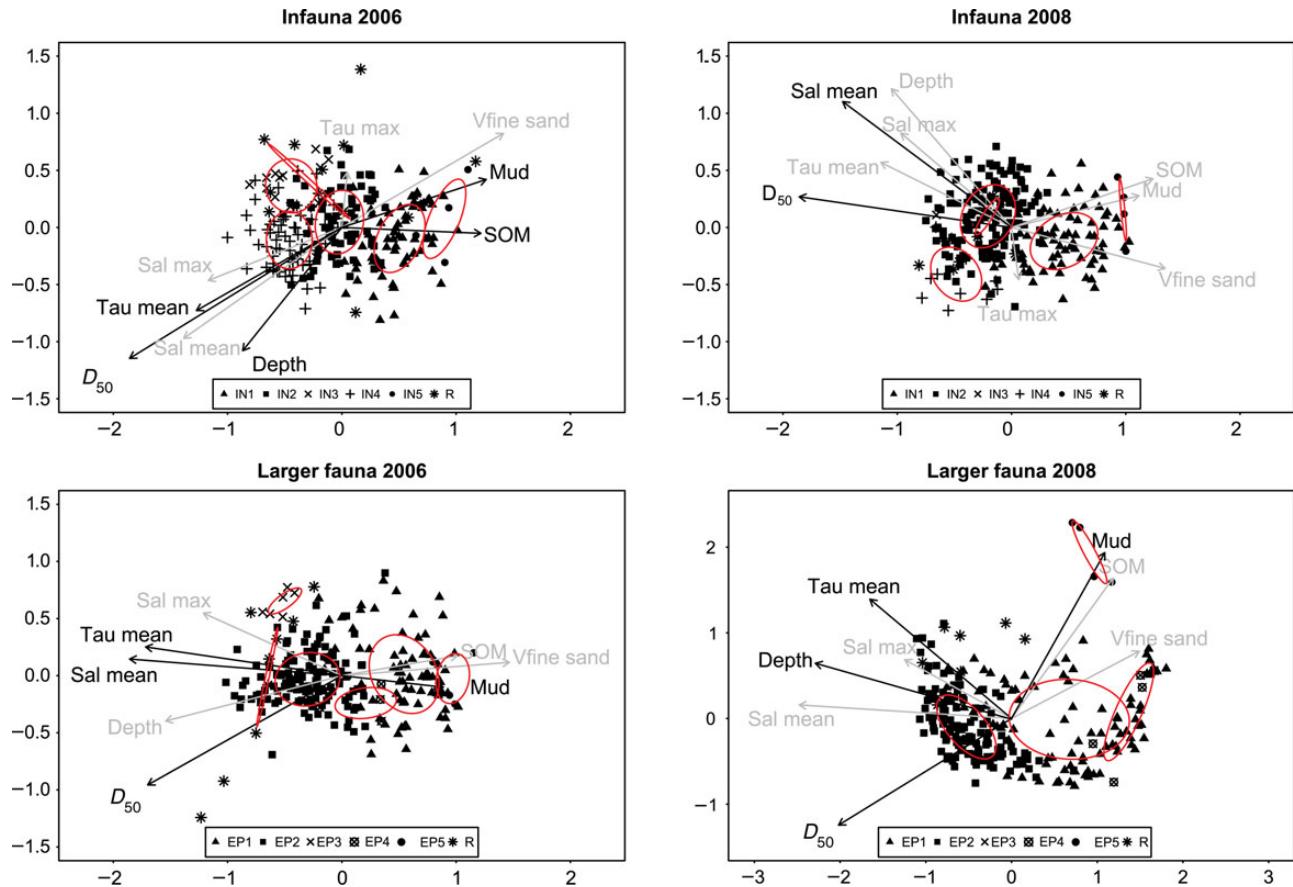 Infauna 2006
1.5
1.0
0.5
0.0
−0.5
−1.0
−1.5
Tau max
Vfine sand
Mud
SOM
Sal max
Tau mean
Sal mean
Depth
D50
IN1 IN2 IN3 IN4 IN5 R
−2 −1 0 1 2
Infauna 2008
1.5
1.0
0.5
0.0
−0.5
−1.0
−1.5
Depth
Sal mean
Sal max
Tau mean
SOM
Mud
D50
Vfine sand
Tau max
IN1 IN2 IN3 IN4 IN5 R
−2 −1 0 1 2
Larger fauna 2006
1.5
1.0
0.5
0.0
−0.5
−1.0
−1.5
Sal max
Tau mean
Sal mean
SOM
Vfine sand
Mud
Depth
D50
EP1 EP2 EP3 EP4 EP5 R
−2 −1 0 1 2
Larger fauna 2008
2
1
0
−1
Mud
SOM
Tau mean
Sal max
Vfine sand
Depth
Sal mean
D50
EP1 EP2 EP3 EP4 EP5 R
−3 −2 −1 0 1 2 3